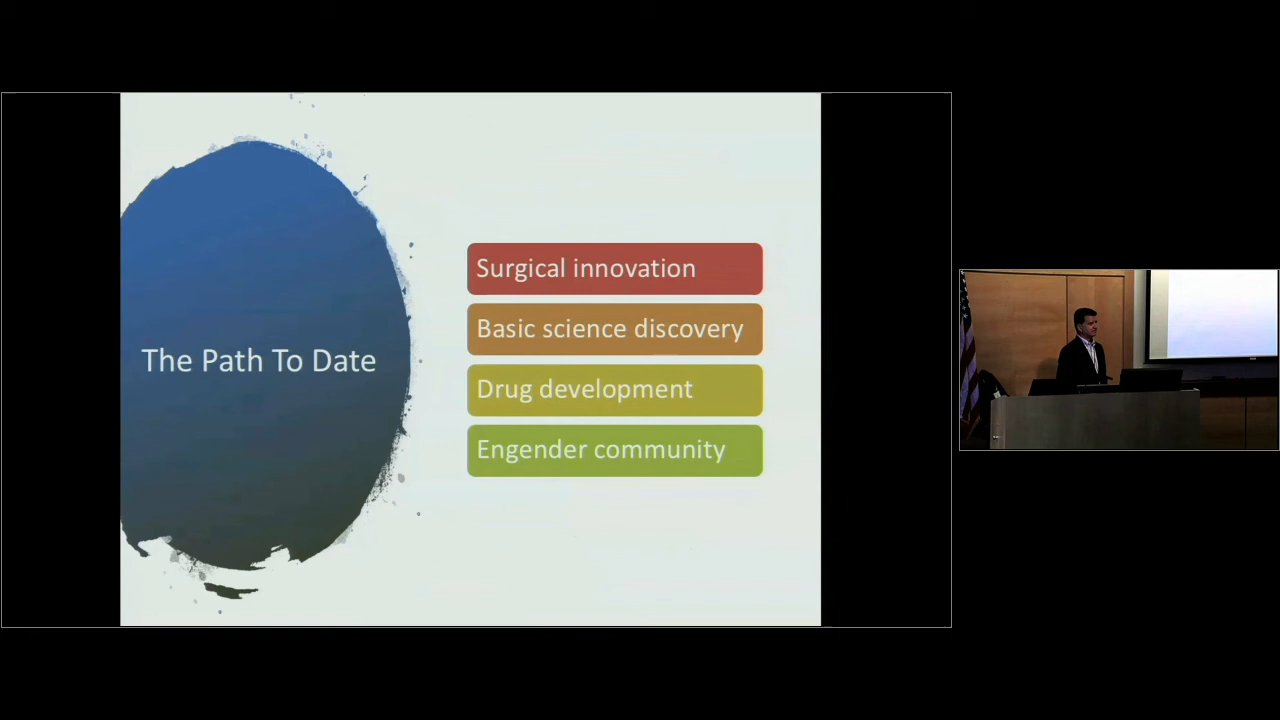 The Path To Date
Surgical innovation
Basic science discovery
Drug development
Engender community